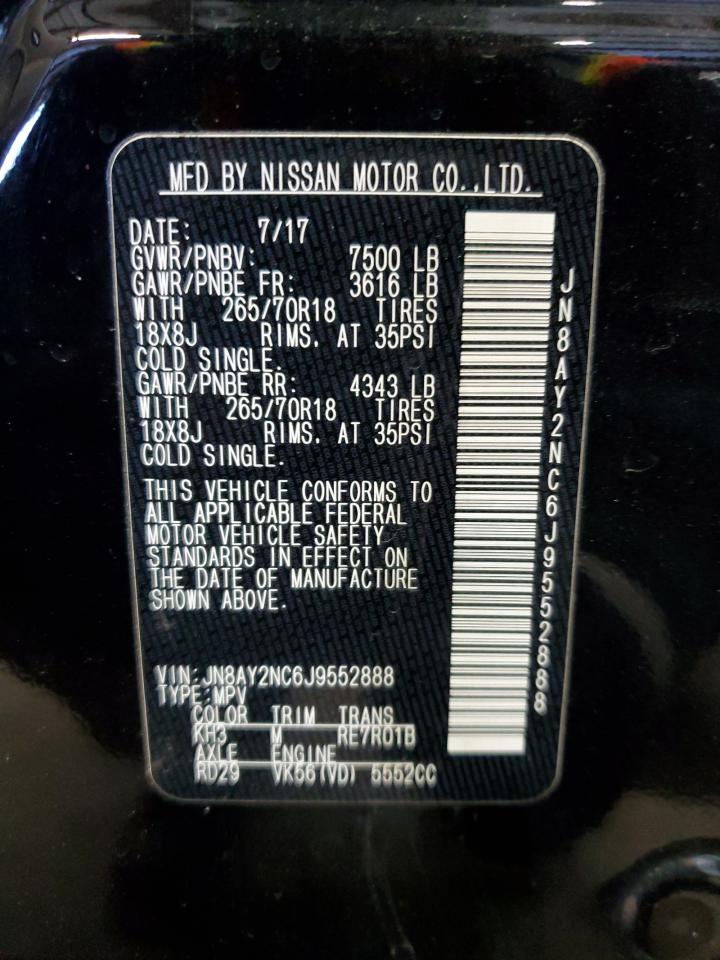 MFD BY NISSAN MOTOR CO.,LTD.
DATE: 7/17
GVWR/PNBV: 7500 LB
GAWR/PNBE FR: 3616 LB
WITH 265/70R18 TIRES
18X8J RIMS, AT 35PSI
COLD SINGLE.
GAWR/PNBE RR: 4343 LB
WITH 265/70R18 TIRES
18X8J RIMS, AT 35PSI
COLD SINGLE.
THIS VEHICLE CONFORMS TO
ALL APPLICABLE FEDERAL
MOTOR VEHICLE SAFETY
STANDARDS IN EFFECT ON
THE DATE OF MANUFACTURE
SHOWN ABOVE.
VIN:JN8AY2NC6J9552888
TYPE:MPV
COLOR TRIM TRANS
KH3 M RE7R01B
AXLE ENGINE
RD29 VK56(VD) 5552CC
JN8AY2NC6J9552888